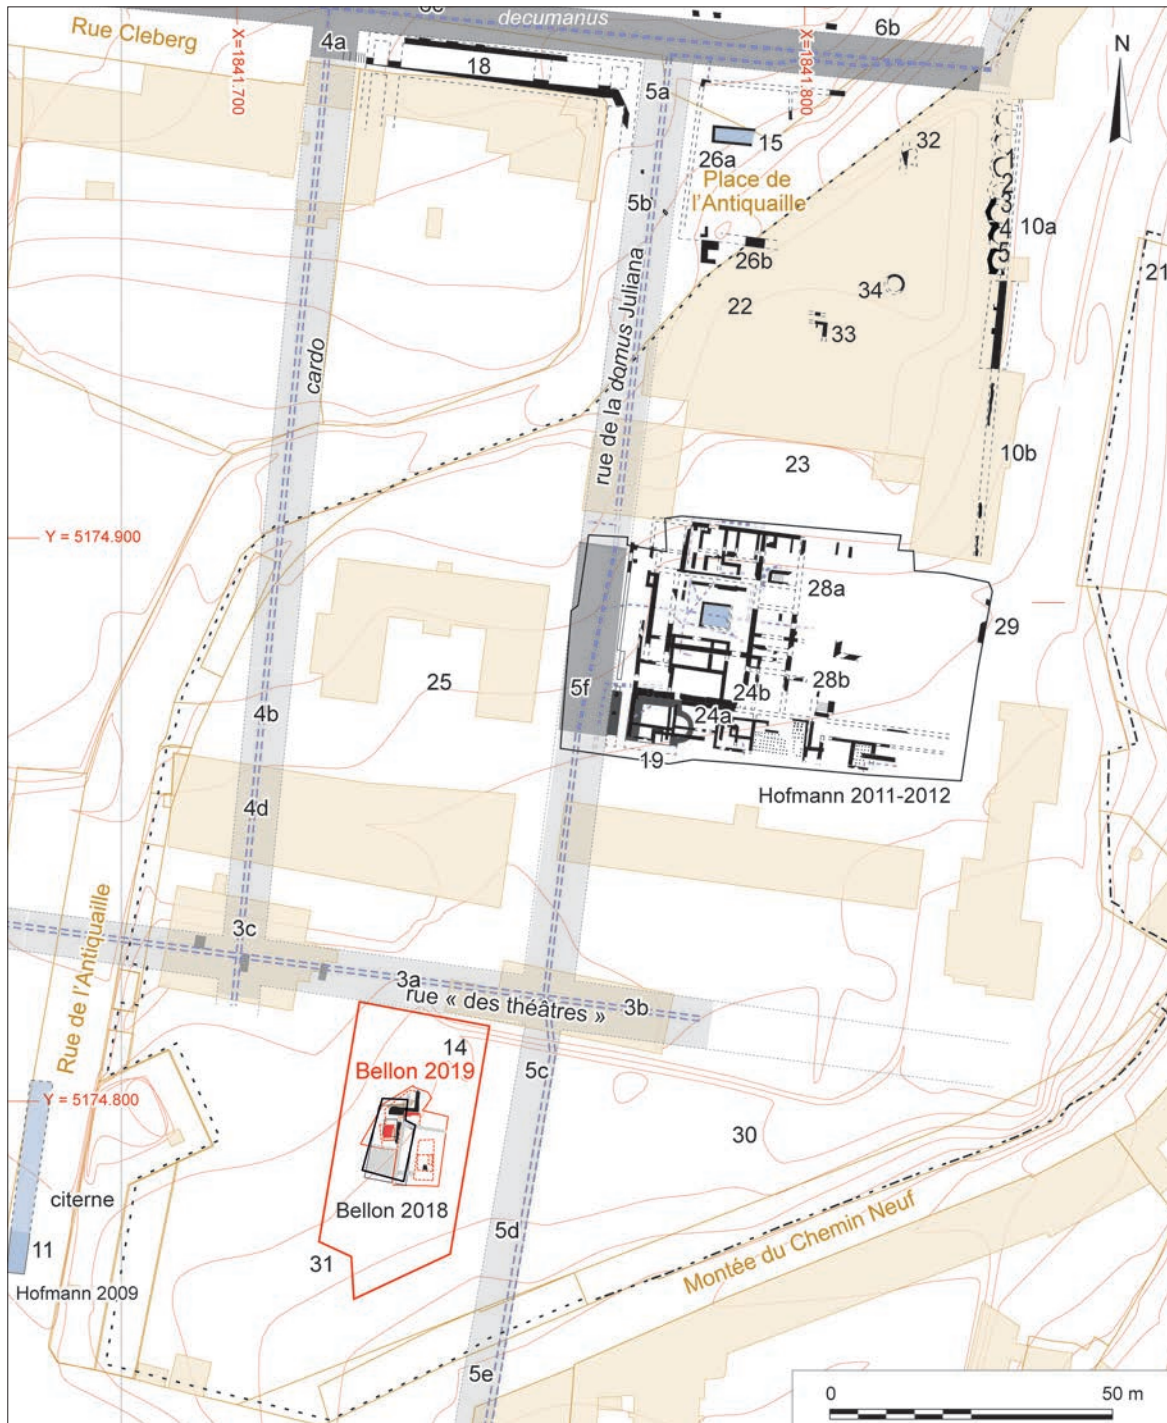 decumanus
6b
Rue Cleberg
4a
X=1841.700
X=1841.800
N
18
5a
15
26a
32
Place de
l'Antiquaille
1
2
3
4
5
10a
5b
26b
21
34
22
33
rue de la domus Juliana
cardo
10b
23
Y = 5174.900
28a
29
25
5f
28b
24b
24a
4b
19
Hofmann 2011-2012
4d
3c
3a
rue « des théâtres »
3b
Rue de l'Antiquaille
14
5c
Bellon 2019
Y = 5174.800
30
citerne
Bellon 2018
5d
11
31
Montée du Chemin Neuf
Hofmann 2009
5e
0
50 m